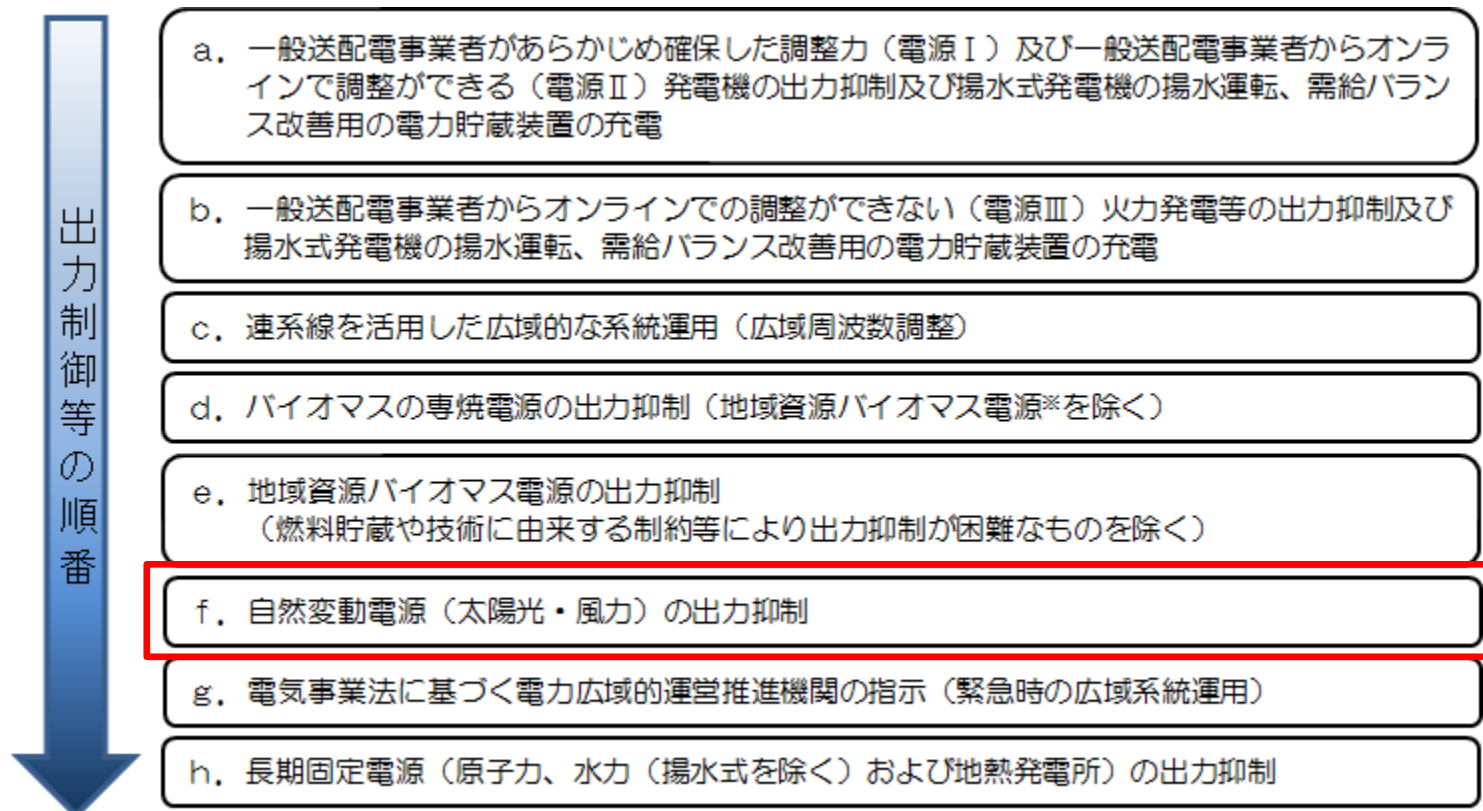 出力制御等の順番
a．一般送配電事業者があらかじめ確保した調整力（電源Ⅰ）及び一般送配電事業者からオンラ
インで調整ができる（電源Ⅱ）発電機の出力抑制及び揚水式発電機の揚水運転、需給バラン
ス改善用の電力貯蔵装置の充電
b．一般送配電事業者からオンラインでの調整ができない（電源Ⅲ）火力発電等の出力抑制及び
揚水式発電機の揚水運転、需給バランス改善用の電力貯蔵装置の充電
c．連系線を活用した広域的な系統運用（広域周波数調整）
d．バイオマスの専焼電源の出力抑制（地域資源バイオマス電源※を除く）
e．地域資源バイオマス電源の出力抑制
（燃料貯蔵や技術に由来する制約等により出力抑制が困難なものを除く）
f．自然変動電源（太陽光・風力）の出力抑制
g．電気事業法に基づく電力広域的運営推進機関の指示（緊急時の広域系統運用）
h．長期固定電源（原子力、水力（揚水式を除く）および地熱発電所）の出力抑制